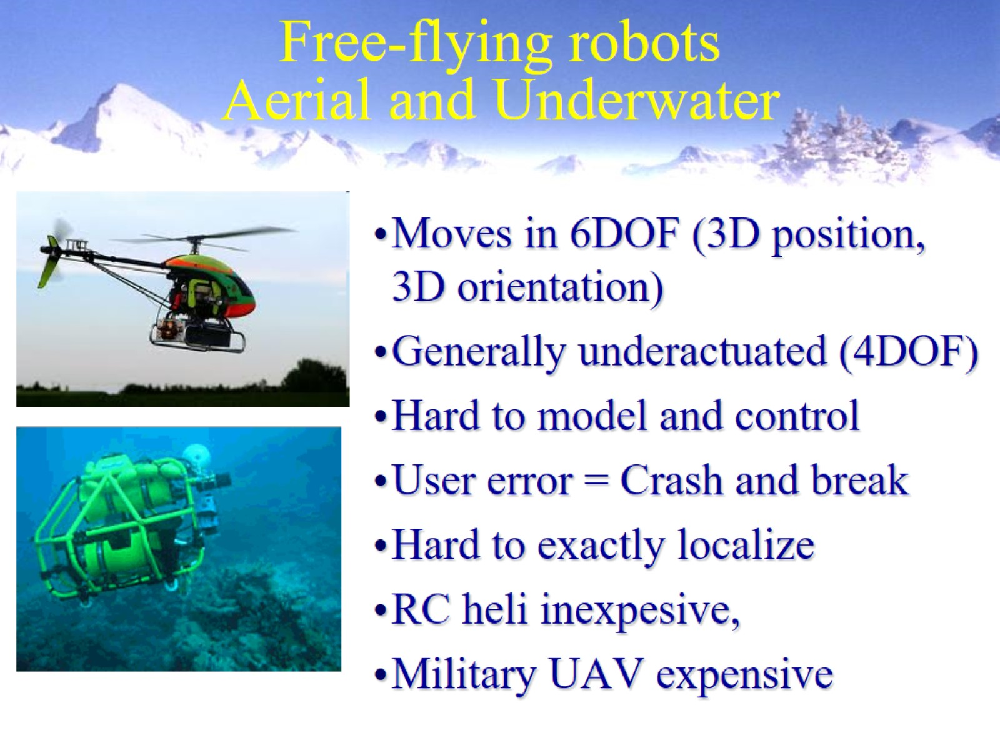 Free-flying robots
Aerial and Underwater
•Moves in 6DOF (3D position,
3D orientation)
•Generally underactuated (4DOF)
•Hard to model and control
•User error = Crash and break
•Hard to exactly localize
•RC heli inexpesive,
•Military UAV expensive